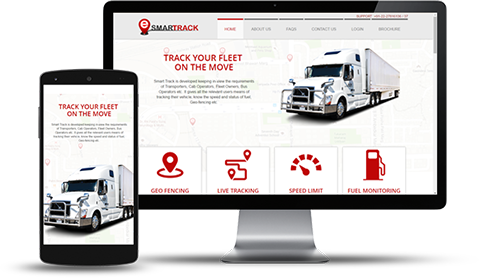 SUPPORT
e SMARTRACK
HOME ABOUT US FAQS CONTACT US LOGIN BROCHURE
TRACK YOUR FLEET
ON THE MOVE
Smart Track is developed keeping in view the requirements
of Transporters, Cab Operators, Fleet Owners, Bus
Operators etc. It gives all the relevant users means of
tracking their vehicle, know the speed and status of fuel,
Geo-fencing etc.
GEO FENCING LIVE TRACKING SPEED LIMIT FUEL MONITORING
TRACK YOUR FLEET
ON THE MOVE
Smart Track is developed keeping in view the requirements
of Transporters, Cab Operators, Fleet Owners, Bus
Operators etc. It gives all the relevant users means of
tracking their vehicle, know the speed and status of fuel,
Geo-fencing etc.